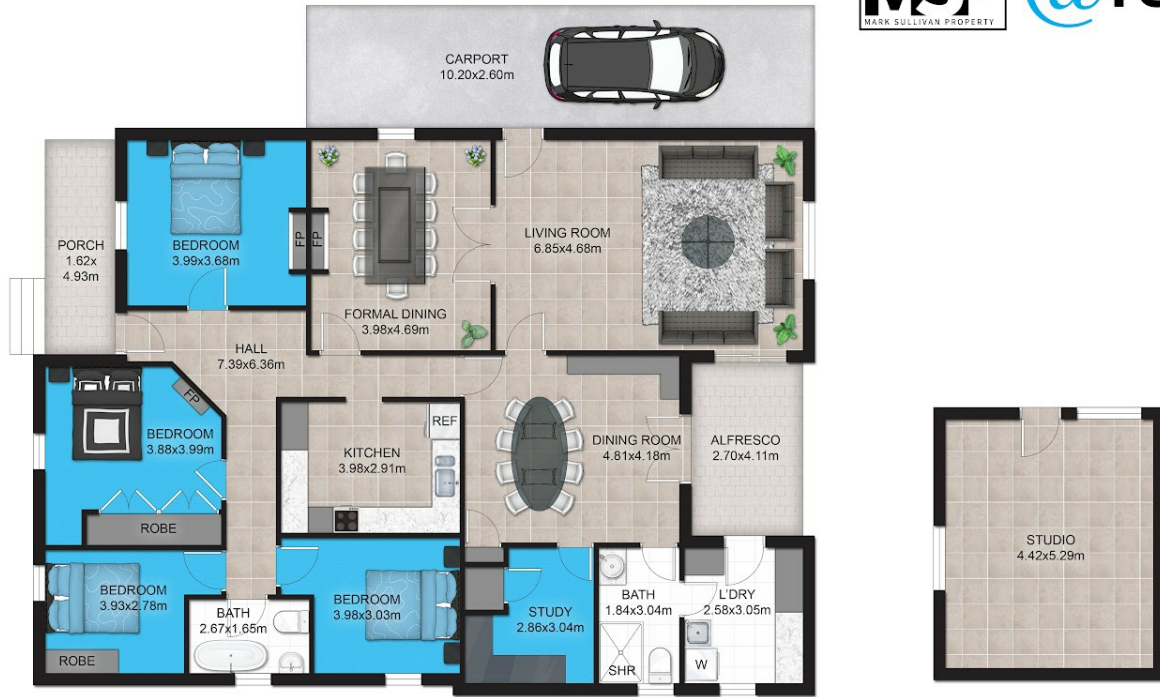 MARK SULLIVAN PROPERTY
CARPORT
10.20x2.60m
PORCH
1.62x
4.93m
BEDROOM
3.99x3.68m
FP
FP
FORMAL DINING
3.98x4.69m
LIVING ROOM
6.85x4.68m
HALL
7.39x6.36m
FP
BEDROOM
3.88x3.99m
ROBE
KITCHEN
3.98x2.91m
REF
DINING ROOM
4.81x4.18m
ALFRESCO
2.70x4.11m
BEDROOM
3.93x2.78m
ROBE
BATH
2.67x1.65m
BEDROOM
3.98x3.03m
STUDY
2.86x3.04m
BATH
1.84x3.04m
SHR
L'DRY
2.58x3.05m
W
STUDIO
4.42x5.29m